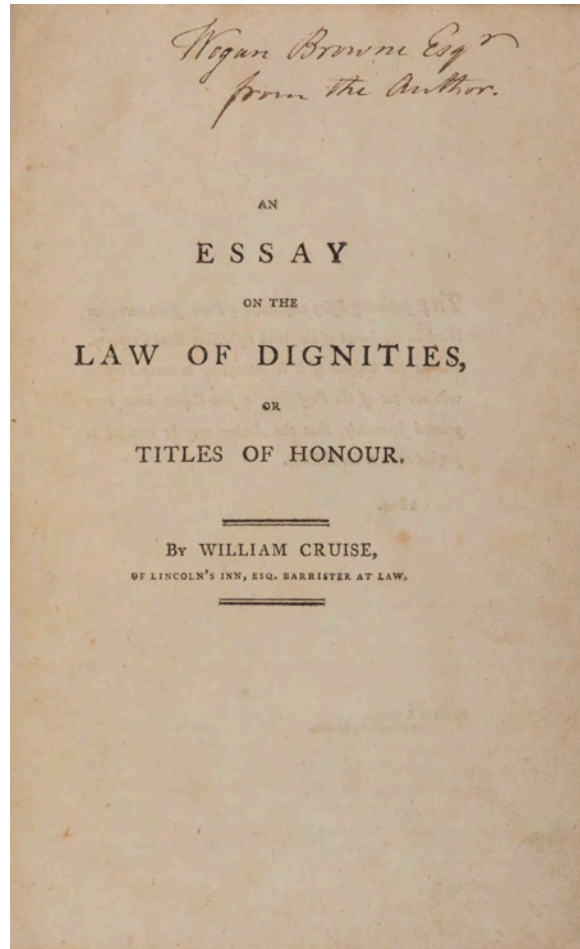 Wogan Browne Esqr
from the Author.
AN
ESSAY
ON THE
LAW OF DIGNITIES,
OR
TITLES OF HONOUR.
By WILLIAM CRUISE,
OF LINCOLN'S INN, ESQ. BARRISTER AT LAW.